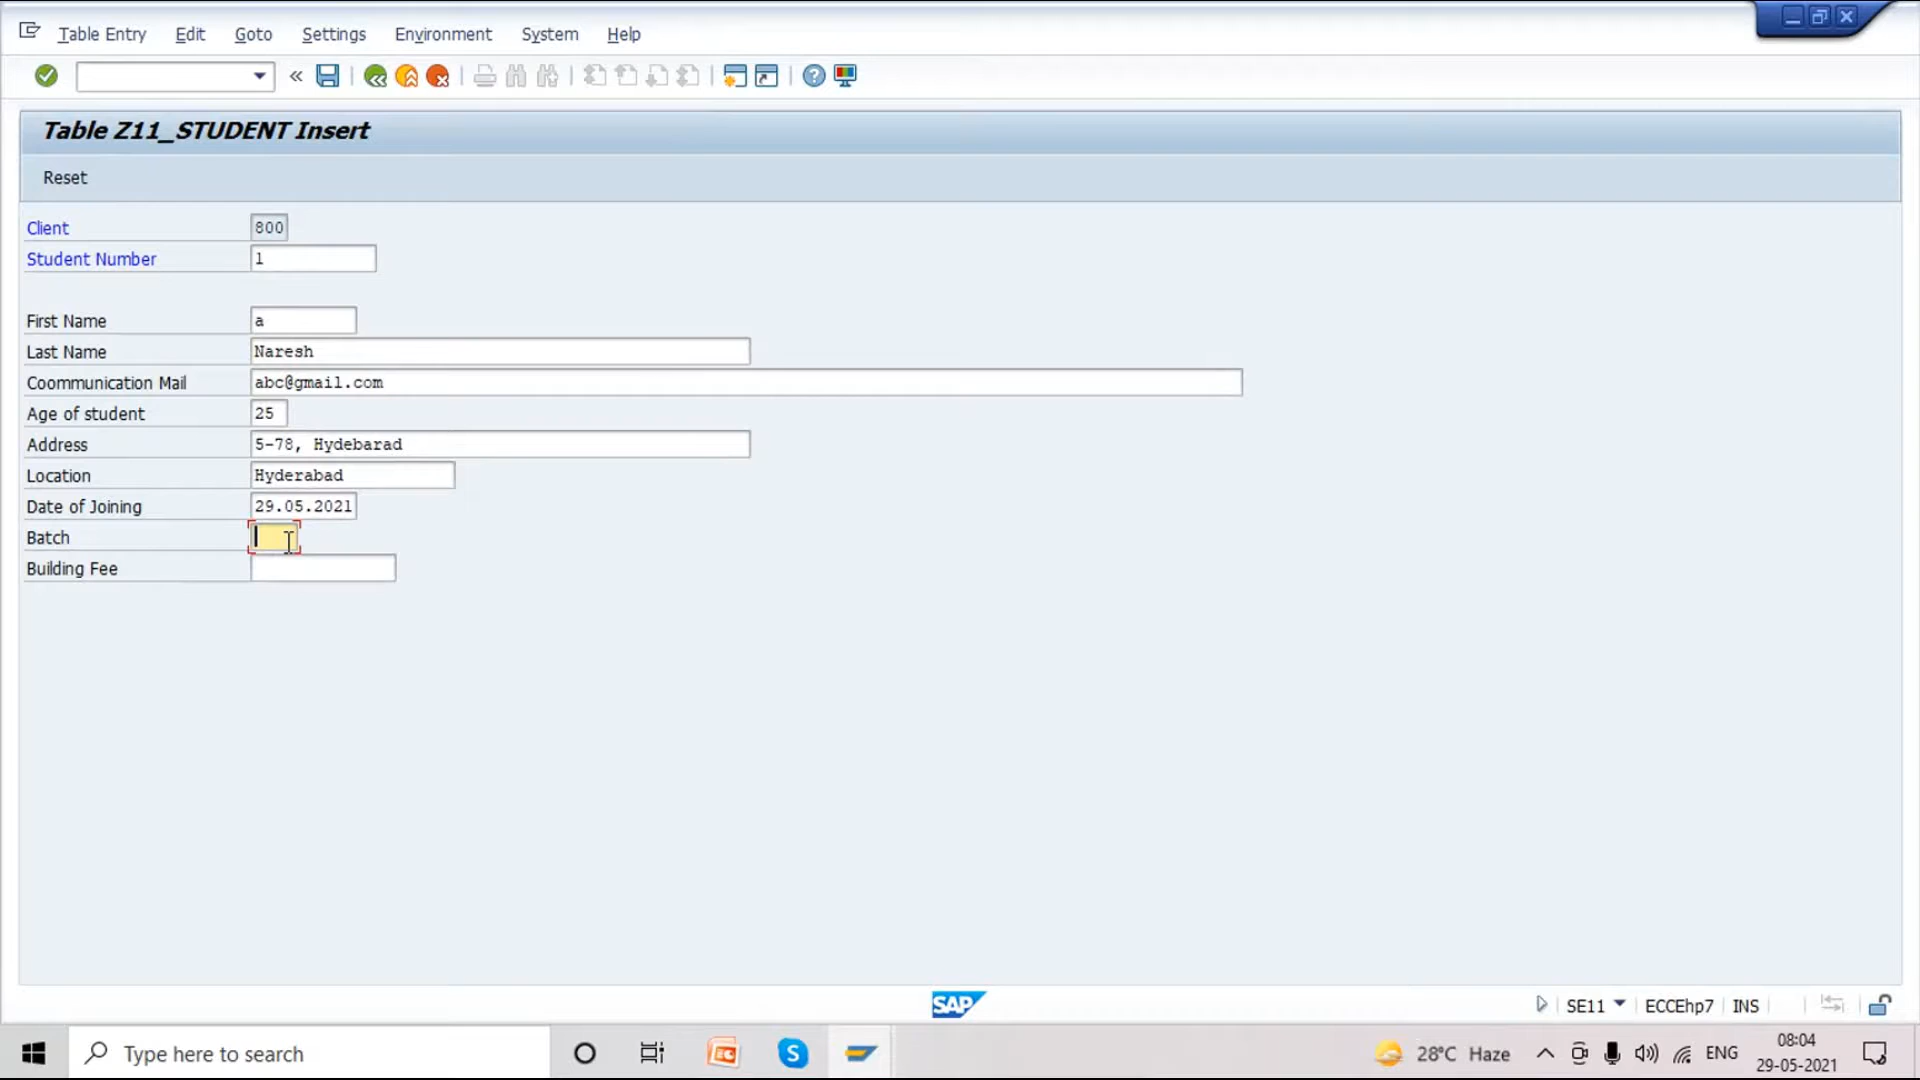 Table Entry Edit Goto Settings Environment System Help
Table Z11_STUDENT Insert
Reset
Client 800
Student Number 1
First Name a
Last Name Naresh
Coommunication Mail abc@gmail.com
Age of student 25
Address 5-78, Hydebarad
Location Hyderabad
Date of Joining 29.05.2021
Batch
Building Fee
SAP SE11 ECCEhp7 INS
Type here to search 28°C Haze ENG 08:04
29-05-2021